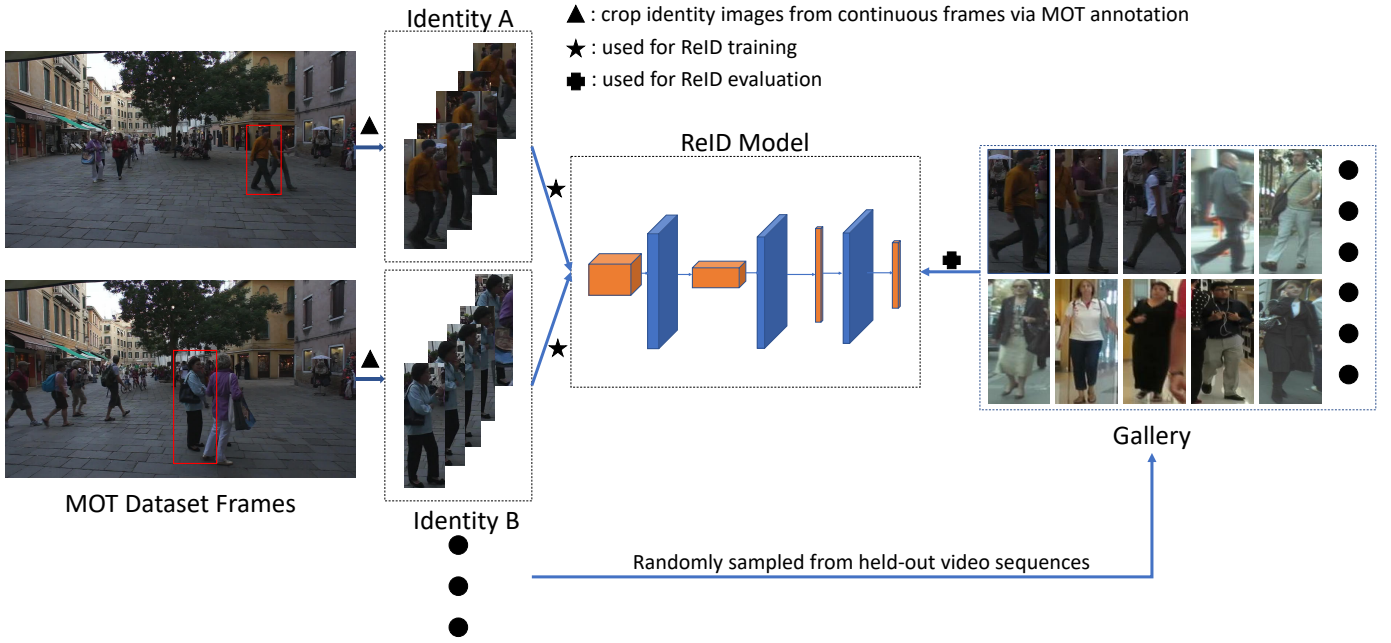 Identity A
▲ : crop identity images from continuous frames via MOT annotation
★ : used for ReID training
✚ : used for ReID evaluation
ReID Model
Gallery
MOT Dataset Frames
Identity B
Randomly sampled from held-out video sequences